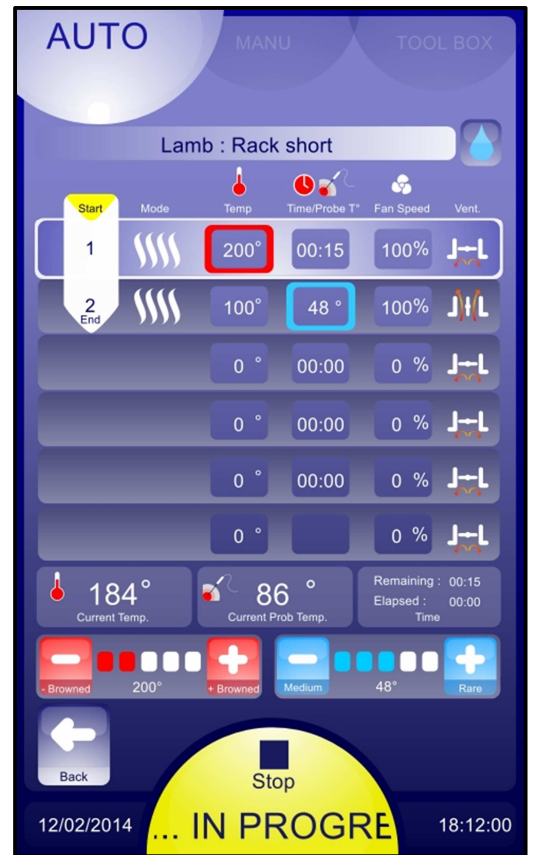 AUTO MANU TOOL BOX
Lamb : Rack short
Start Mode Temp Time/Probe T° Fan Speed Vent.
1 200° 00:15 100%
2 100° 48 ° 100%
End
0 ° 00:00 0 %
0 ° 00:00 0 %
0 ° 00:00 0 %
0 ° 0 %
184° 86 ° Remaining : 00:15
Current Temp. Current Prob Temp. Elapsed : 00:00
Time
- Browned 200° + Browned Medium 48° Rare
Back
Stop
12/02/2014 ... IN PROGRE 18:12:00